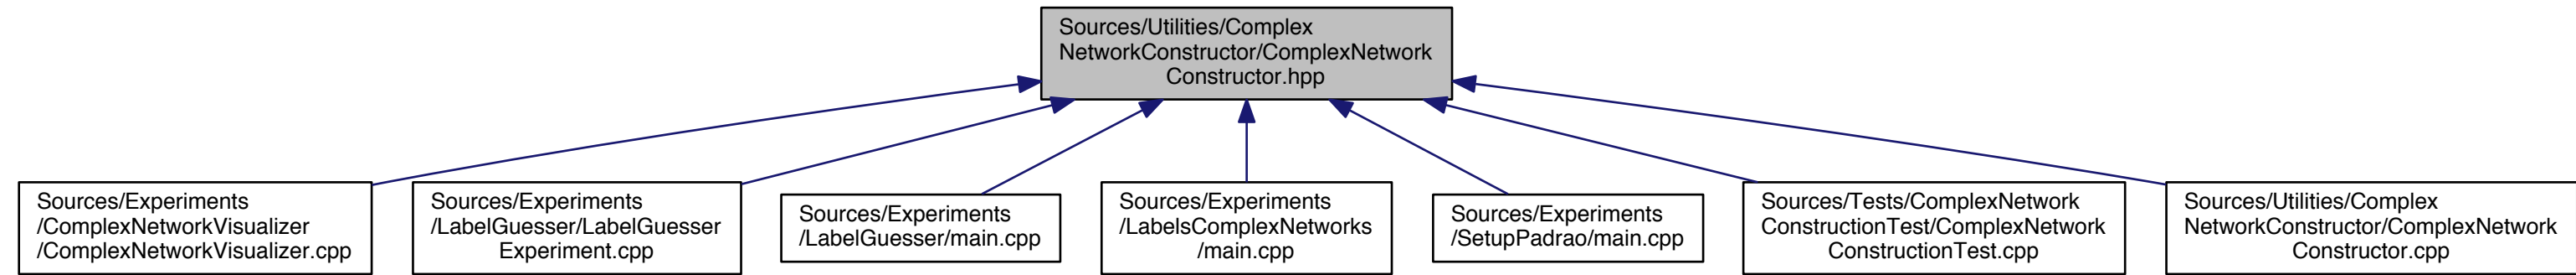 Sources/Utilities/Complex
NetworkConstructor/ComplexNetwork
Constructor.hpp
Sources/Experiments
/ComplexNetworkVisualizer
/ComplexNetworkVisualizer.cpp
Sources/Experiments
/LabelGuesser/LabelGuesser
Experiment.cpp
Sources/Experiments
/LabelGuesser/main.cpp
Sources/Experiments
/LabelsComplexNetworks
/main.cpp
Sources/Experiments
/SetupPadrao/main.cpp
Sources/Tests/ComplexNetwork
ConstructionTest/ComplexNetwork
ConstructionTest.cpp
Sources/Utilities/Complex
NetworkConstructor/ComplexNetwork
Constructor.cpp